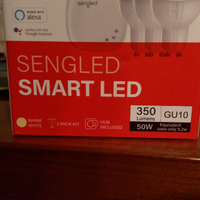 WORKS WITH
alexa
works with the
Google Assistant
sengled
SENGLED
SMART LED
350
Lumens
GU10
50W
Equivalent
uses only 5.2w
WARM
WHITE
3-PACK KIT
HUB
INCLUDED